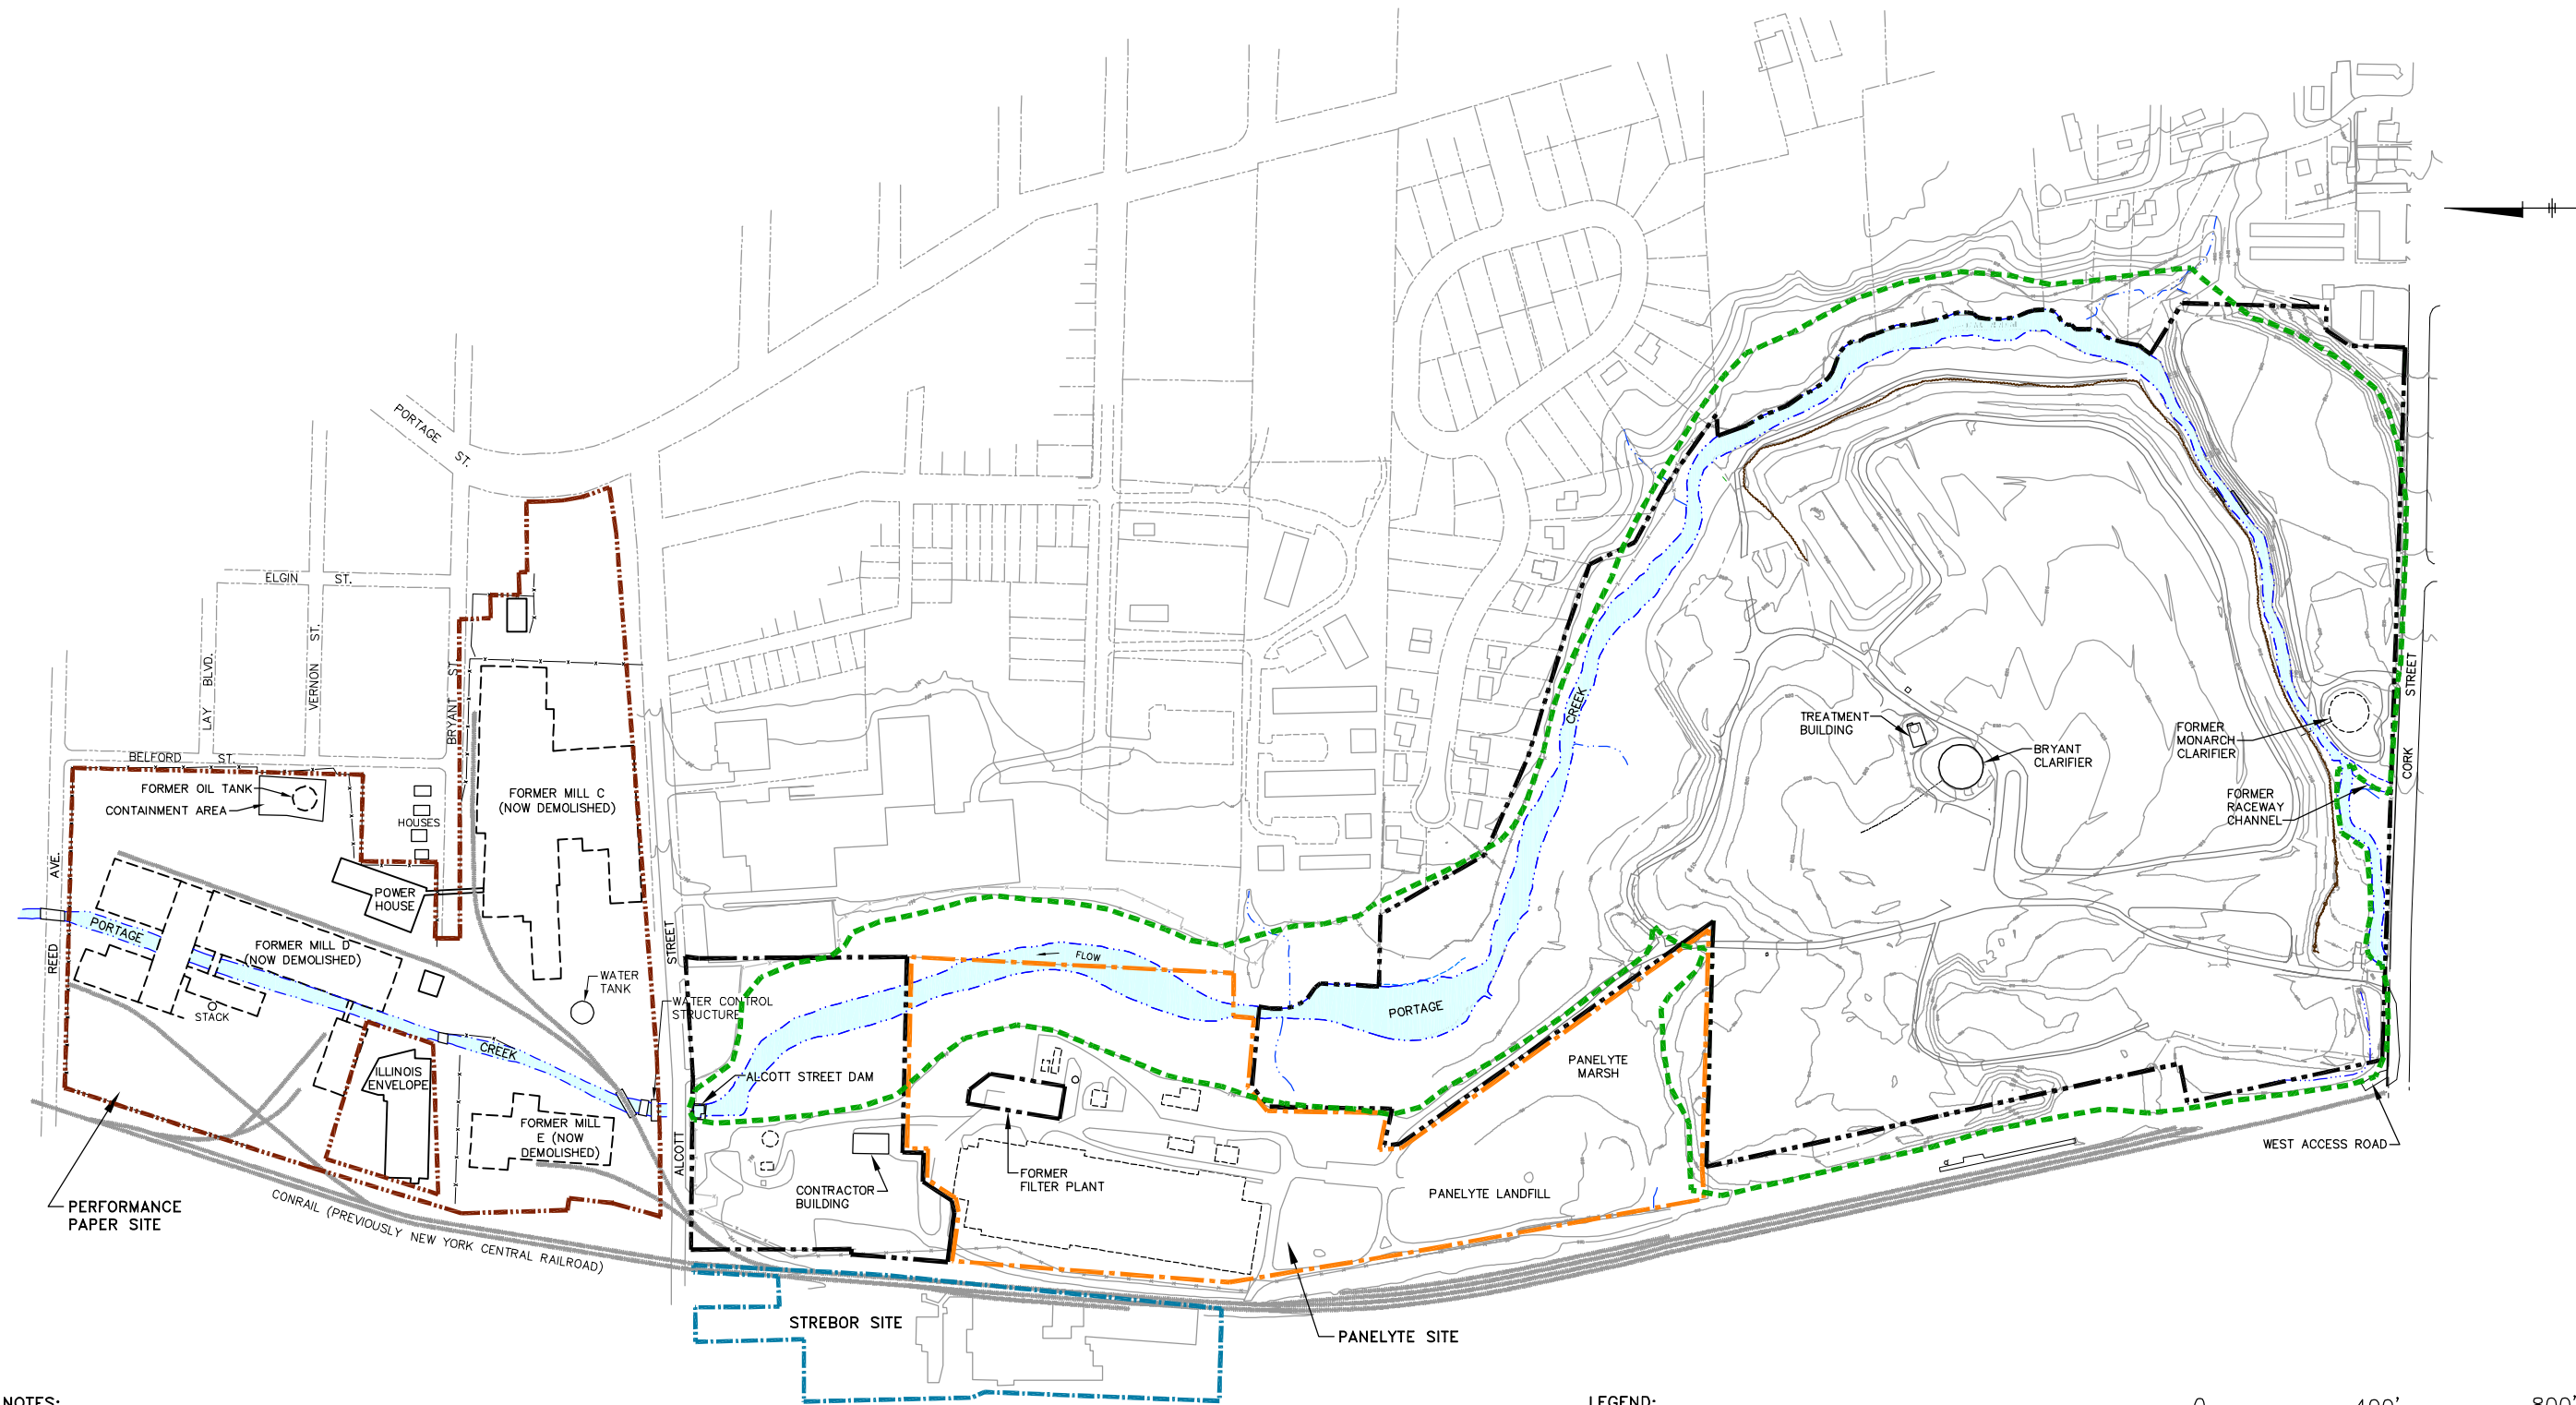 PORTAGE
ST.
ELGIN ST.
LAY BLVD.
VERNON ST.
BRYANT ST
BELFORD ST.
FORMER OIL TANK
CONTAINMENT AREA
HOUSES
FORMER MILL C
(NOW DEMOLISHED)
REED AVE.
POWER
HOUSE
PORTAGE
FORMER MILL D
(NOW DEMOLISHED)
STACK
WATER
TANK
WATER CONTROL
STRUCTURE
CREEK
ILLINOIS
ENVELOPE
FORMER MILL
E (NOW
DEMOLISHED)
PERFORMANCE
PAPER SITE
CONRAIL (PREVIOUSLY NEW YORK CENTRAL RAILROAD)
ALCOTT STREET
ALCOTT STREET DAM
CONTRACTOR
BUILDING
FORMER
FILTER PLANT
FLOW
PORTAGE
CREEK
PANELYTE
MARSH
PANELYTE LANDFILL
STREBOR SITE
PANELYTE SITE
TREATMENT
BUILDING
BRYANT
CLARIFIER
FORMER
MONARCH
CLARIFIER
FORMER
RACEWAY
CHANNEL
CORK STREET
WEST ACCESS ROAD
NOTES:
LEGEND:
0 400' 800'